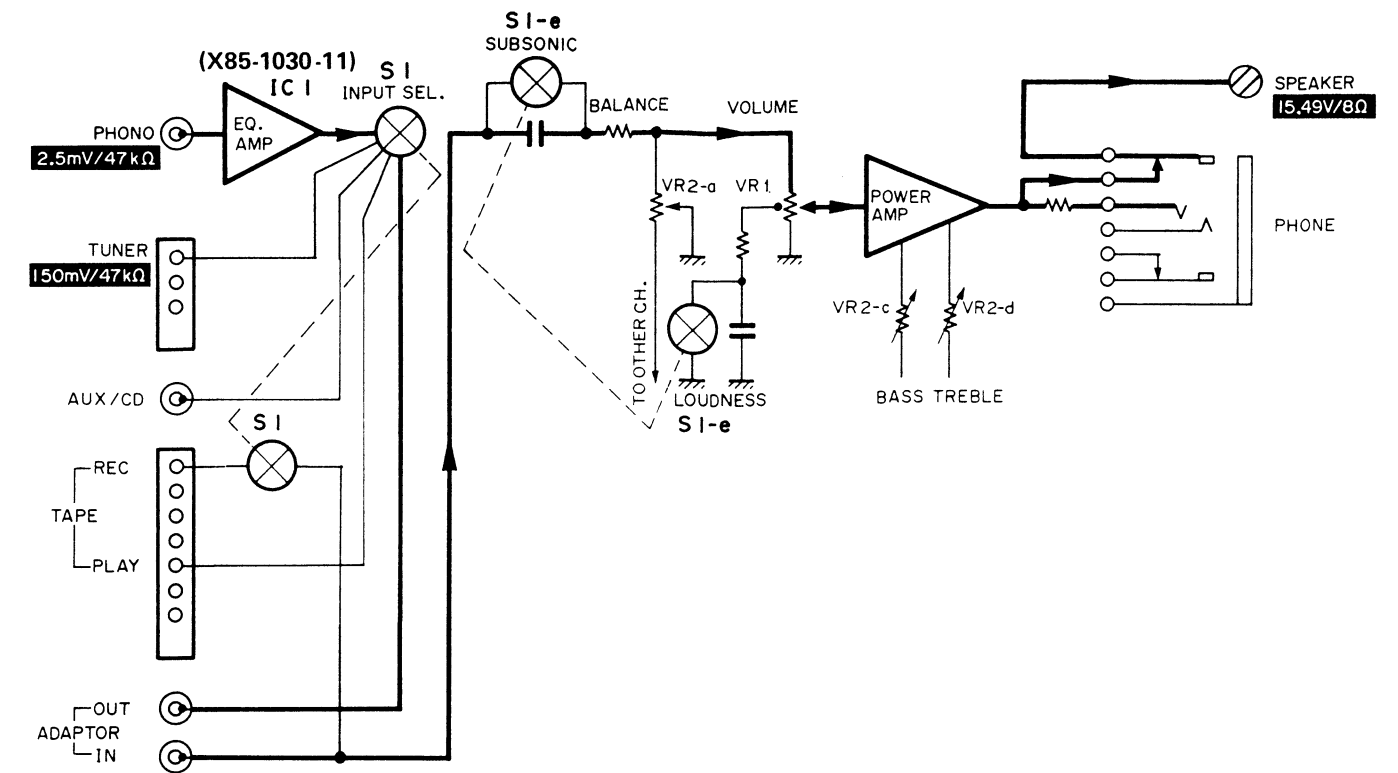 (X85-1030-11)
IC1
S1
INPUT SEL.
S1-e
SUBSONIC
PHONO
2.5mV/47kΩ
EQ.
AMP
BALANCE
VOLUME
SPEAKER
15.49V/8Ω
VR2-a
VR1.
POWER
AMP
PHONE
TUNER
150mV/47kΩ
TO OTHER CH.
VR2-c
VR2-d
BASS TREBLE
LOUDNESS
S1-e
AUX/CD
S1
REC
TAPE
PLAY
OUT
ADAPTOR
IN